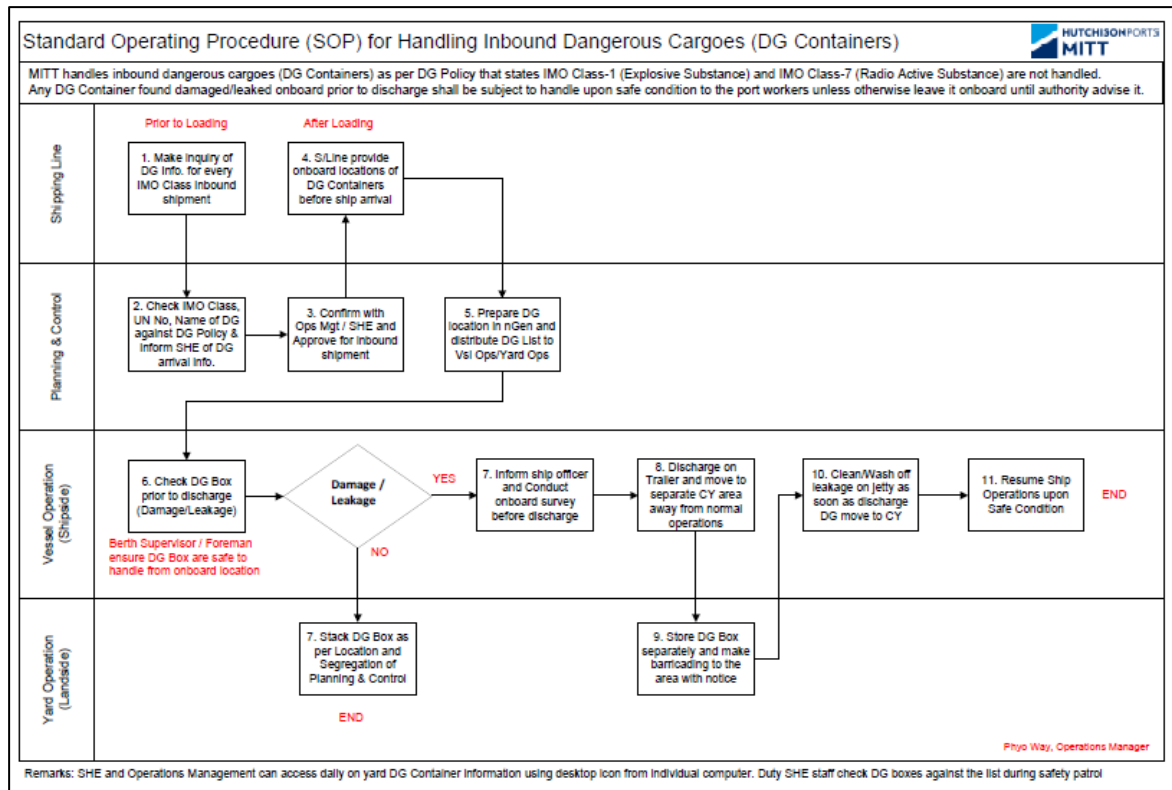 Standard Operating Procedure (SOP) for Handling Inbound Dangerous Cargoes (DG Containers)
HUTCHISON PORTS
MITT
MITT handles inbound dangerous cargoes (DG Containers) as per DG Policy that states IMO Class-1 (Explosive Substance) and IMO Class-7 (Radio Active Substance) are not handled.
Any DG Container found damaged/leaked onboard prior to discharge shall be subject to handle upon safe condition to the port workers unless otherwise leave it onboard until authority advise it.
Shipping Line
Prior to Loading
After Loading
1. Make Inquiry of
DG Info. for every
IMO Class Inbound
shipment
4. S/Line provide
onboard locations of
DG Containers
before ship arrival
Planning & Control
2. Check IMO Class,
UN No, Name of DG
against DG Policy &
Inform SHE of DG
arrival Info.
3. Confirm with
Ops Mgt / SHE and
Approve for Inbound
shipment
5. Prepare DG
location in nGen and
distribute DG List to
Vsl Ops/Yard Ops
Vessel Operation
(Shipside)
6. Check DG Box
prior to discharge
(Damage/Leakage)
Berth Supervisor / Foreman
ensure DG Box are safe to
handle from onboard location
Damage /
Leakage
YES
NO
7. Inform ship officer
and Conduct
onboard survey
before discharge
8. Discharge on
Trailer and move to
separate CY area
away from normal
operations
10. Clean/Wash off
leakage on Jetty as
soon as discharge
DG move to CY
11. Resume Ship
Operations upon
Safe Condition
END
Yard Operation
(Landside)
7. Stack DG Box as
per Location and
Segregation of
Planning & Control
END
9. Store DG Box
separately and make
barricading to the
area with notice
Phyo Way, Operations Manager
Remarks: SHE and Operations Management can access daily on yard DG Container Information using desktop icon from individual computer. Duty SHE staff check DG boxes against the list during safety patrol